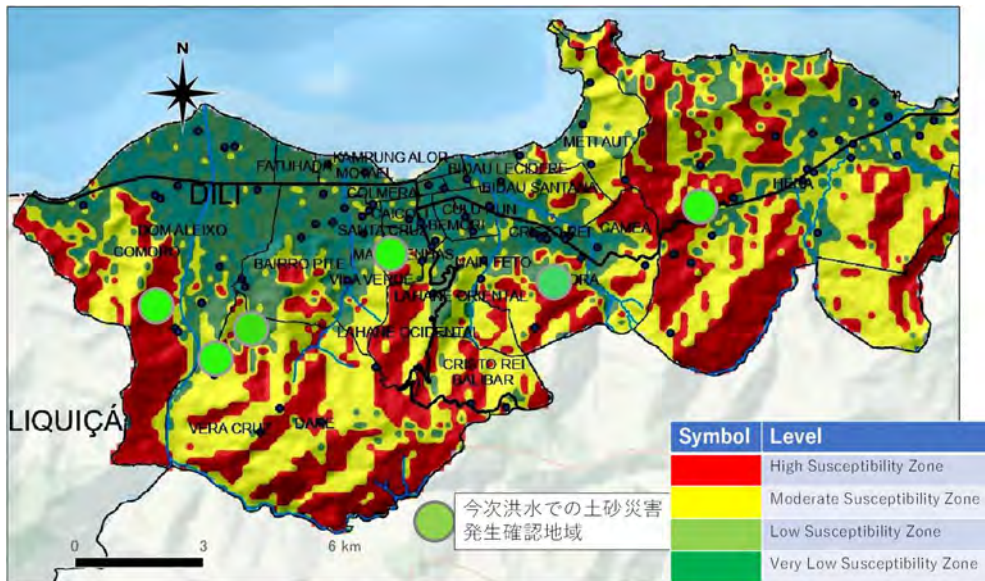 N
METI AUT
KAMPUNG ALOR
FATUHADA
MOTAEL
BIDAU LECIDERE
DILI
COLMERA
BIDAU SANTANA
HERA
CAICOLI
CULU HUN
SANTA CRUZ
BEMORI
CRISTO REI
CAMEA
DOM ALEIXO
COMORO
BAIRRO PITE
VILA VERDE
LAHANE ORIENTAL
LAHANE OCIDENTAL
CRISTO REI
BALIBAR
LIQUIÇÁ
VERA CRUZ
DARE
Symbol Level
High Susceptibility Zone
Moderate Susceptibility Zone
Low Susceptibility Zone
Very Low Susceptibility Zone
今次洪水での土砂災害
発生確認地域
0 3 6 km